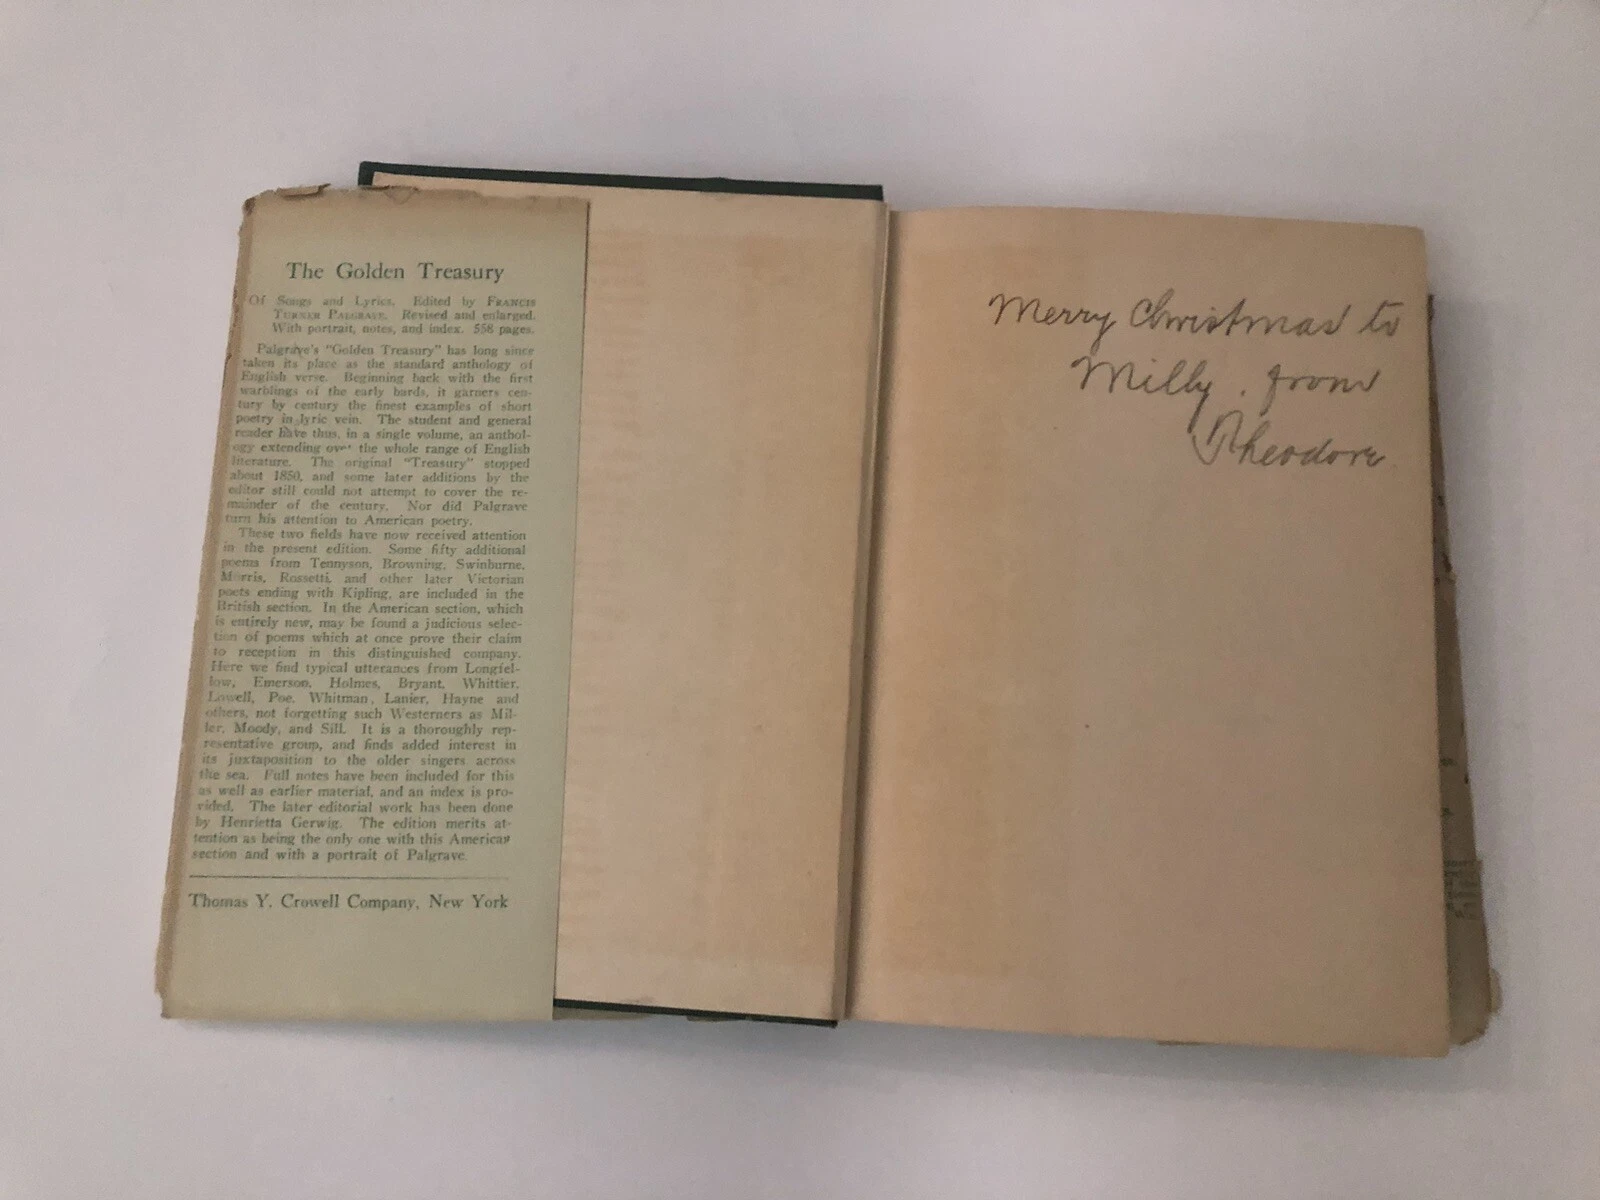 The Golden Treasury
Of Songs and Lyrics. Edited by FRANCIS
TURNER PALGRAVE. Revised and enlarged.
With portrait, notes, and index. 558 pages.
Palgrave's "Golden Treasury" has long since
taken its place as the standard anthology of
English verse. Beginning back with the first
warblings of the early bards, it garners cen-
tury by century the finest examples of short
poetry in lyric vein. The student and general
reader have thus, in a single volume, an anthol-
ogy extending over the whole range of English
literature. The original "Treasury" stopped
about 1850, and some later additions by the
editor still could not attempt to cover the re-
mainder of the century. Nor did Palgrave
turn his attention to American poetry.
These two fields have now received attention
in the present edition. Some fifty additional
poems from Tennyson, Browning, Swinburne,
Morris, Rossetti, and other later Victorian
poets ending with Kipling, are included in the
British section. In the American section, which
is entirely new, may be found a judicious selec-
tion of poems which at once prove their claim
to reception in this distinguished company.
Here we find typical utterances from Longfel-
low, Emerson, Holmes, Bryant, Whittier,
Lowell, Poe, Whitman, Lanier, Hayne and
others, not forgetting such Westerners as Mil-
ler, Moody, and Sill. It is a thoroughly rep-
resentative group, and finds added interest in
its juxtaposition to the older singers across
the sea. Full notes have been included for this
as well as earlier material, and an index is pro-
vided. The later editorial work has been done
by Henrietta Gerwig. The edition merits at-
tention as being the only one with this American
section and with a portrait of Palgrave.
Thomas Y. Crowell Company, New York
Merry Christmas to
Milly. from
Theodore